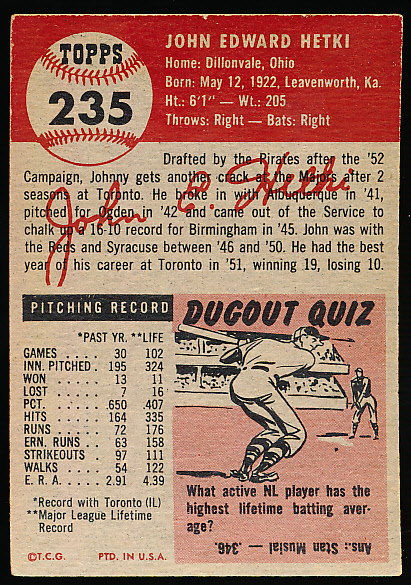 TOPPS
235
JOHN EDWARD HETKI
Home: Dillonvale, Ohio
Born: May 12, 1922, Leavenworth, Ka.
Ht.: 6'1" — Wt.: 205
Throws: Right — Bats: Right
Drafted by the Pirates after the '52
Campaign, Johnny gets another crack at the Majors after 2
seasons at Toronto. He broke in with Albuquerque in '41,
pitched for Ogden in '42 and came out of the Service to
chalk up 16-10 record for Birmingham in '45. John was with
the Reds and Syracuse between '46 and '50. He had the best
year of his career at Toronto in '51, winning 19, losing 10.
John E. Hetki
PITCHING RECORD
*PAST YR. **LIFE
GAMES . . . . 30 102
INN. PITCHED . 195 324
WON . . . . . 13 11
LOST . . . . . 7 16
PCT. . . . . . .650 .407
HITS . . . . . 164 338
RUNS . . . . 72 176
ERN. RUNS . . 63 158
STRIKEOUTS . 97 111
WALKS . . . . 54 122
E. R. A. . . . . 2.91 4.39
*Record with Toronto (IL)
**Major League Lifetime
Record
©T.C.G. PTD. IN U.S.A.
DUGOUT QUIZ
What active NL player has the
highest lifetime batting aver-
age?
Ans.: Stan Musial — .346.